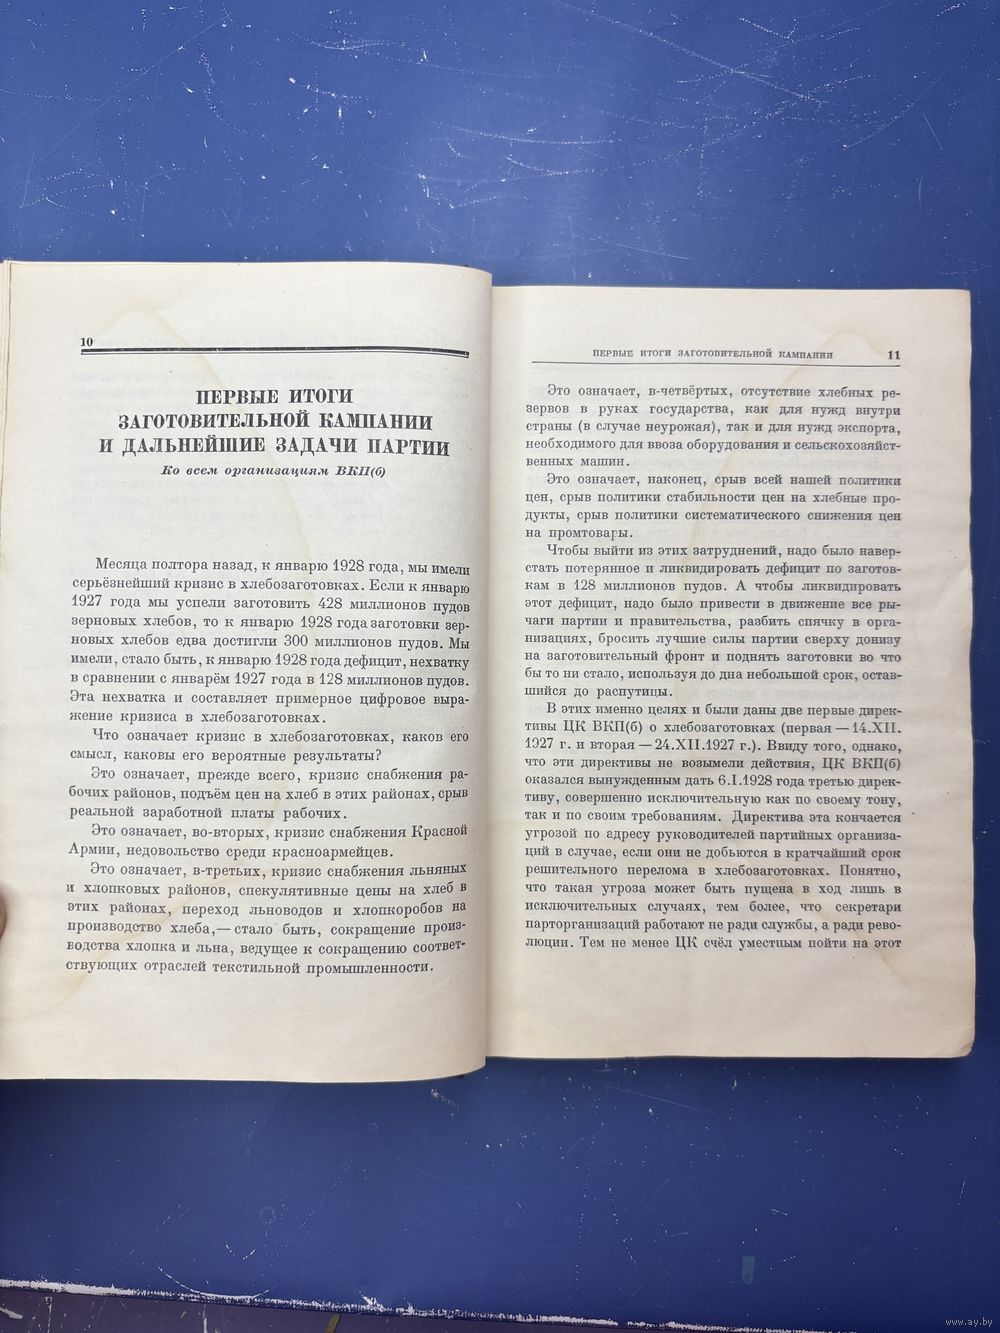 10
ПЕРВЫЕ ИТОГИ
ЗАГОТОВИТЕЛЬНОЙ КАМПАНИИ
И ДАЛЬНЕЙШИЕ ЗАДАЧИ ПАРТИИ
Ко всем организациям ВКП(б)
Месяца полтора назад, к январю 1928 года, мы имели
серьёзнейший кризис в хлебозаготовках. Если к январю
1927 года мы успели заготовить 428 миллионов пудов
зерновых хлебов, то к январю 1928 года заготовки зер-
новых хлебов едва достигли 300 миллионов пудов. Мы
имели, стало быть, к январю 1928 года дефицит, нехватку
в сравнении с январём 1927 года в 128 миллионов пудов.
Эта нехватка и составляет примерное цифровое выра-
жение кризиса в хлебозаготовках.
Что означает кризис в хлебозаготовках, каков его
смысл, каковы его вероятные результаты?
Это означает, прежде всего, кризис снабжения ра-
бочих районов, подъём цен на хлеб в этих районах, срыв
реальной заработной платы рабочих.
Это означает, во-вторых, кризис снабжения Красной
Армии, недовольство среди красноармейцев.
Это означает, в-третьих, кризис снабжения льняных
и хлопковых районов, спекулятивные цены на хлеб в
этих районах, переход льноводов и хлопкоробов на
производство хлеба,— стало быть, сокращение произ-
водства хлопка и льна, ведущее к сокращению соответ-
ствующих отраслей текстильной промышленности.
ПЕРВЫЕ ИТОГИ ЗАГОТОВИТЕЛЬНОЙ КАМПАНИИ 11
Это означает, в-четвёртых, отсутствие хлебных ре-
зервов в руках государства, как для нужд внутри
страны (в случае неурожая), так и для нужд экспорта,
необходимого для ввоза оборудования и сельскохозяйст-
венных машин.
Это означает, наконец, срыв всей нашей политики
цен, срыв политики стабильности цен на хлебные про-
дукты, срыв политики систематического снижения цен
на промтовары.
Чтобы выйти из этих затруднений, надо было навер-
стать потерянное и ликвидировать дефицит по заготов-
кам в 128 миллионов пудов. А чтобы ликвидировать
этот дефицит, надо было привести в движение все ры-
чаги партии и правительства, разбить спячку в орга-
низациях, бросить лучшие силы партии сверху донизу
на заготовительный фронт и поднять заготовки во что
бы то ни стало, используя до дна небольшой срок, остав-
шийся до распутицы.
В этих именно целях и были даны две первые дирек-
тивы ЦК ВКП(б) о хлебозаготовках (первая — 14.XII.
1927 г. и вторая — 24.XII.1927 г.). Ввиду того, однако,
что эти директивы не возымели действия, ЦК ВКП(б)
оказался вынужденным дать 6.I.1928 года третью дирек-
тиву, совершенно исключительную как по своему тону,
так и по своим требованиям. Директива эта кончается
угрозой по адресу руководителей партийных организа-
ций в случае, если они не добьются в кратчайший срок
решительного перелома в хлебозаготовках. Понятно,
что такая угроза может быть пущена в ход лишь в
исключительных случаях, тем более, что секретари
парторганизаций работают не ради службы, а ради рево-
люции. Тем не менее ЦК счёл уместным пойти на этот
www.ay.by